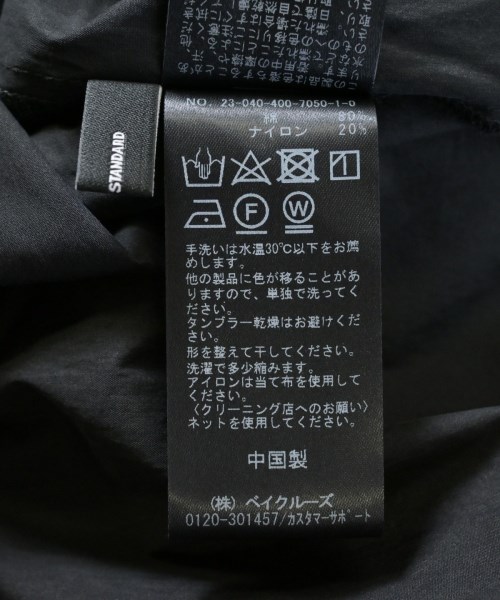 STANDARD
NO. 23-040-400-7050-1-0
綿 80%
ナイロン 20%
F W
手洗いは水温30℃以下をお薦
めします。
他の製品に色が移ることがあ
りますので、単独で洗ってく
ださい。
タンブラー乾燥はお避けくだ
さい。
形を整えて干してください。
洗濯で多少縮みます。
アイロンは当て布を使用して
ください。
〈クリーニング店へのお願い〉
ネットを使用してください。
中国製
(株) ベイクルーズ
0120-301457/カスタマーサポート